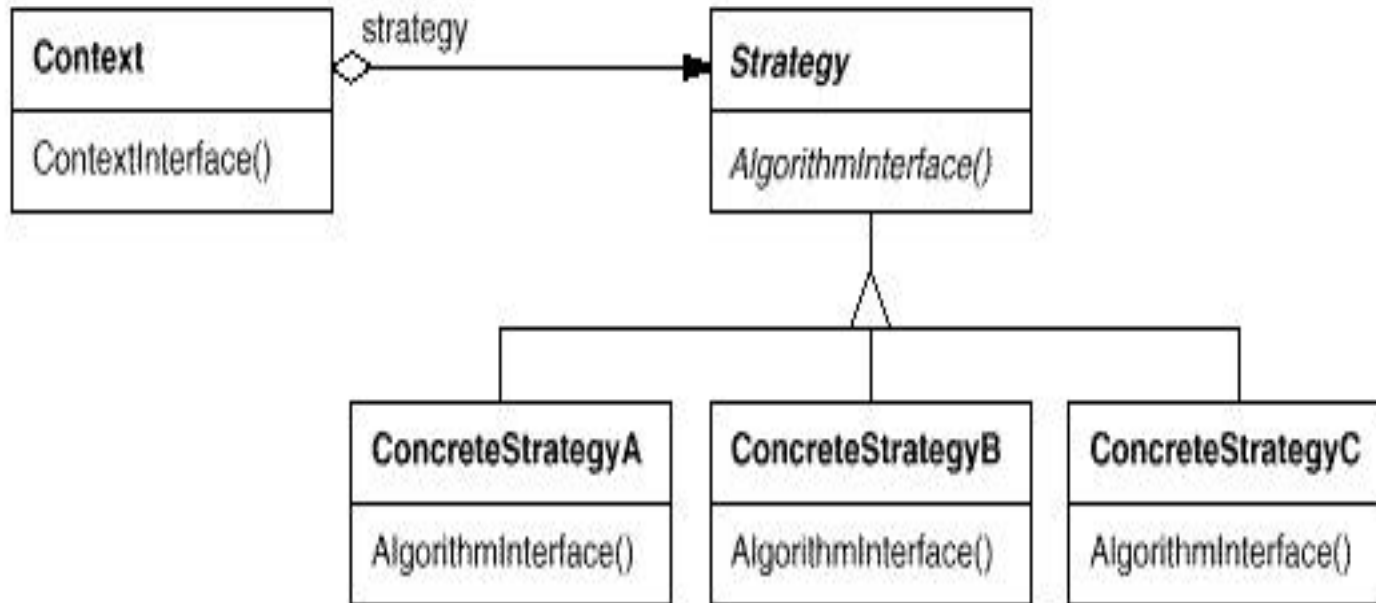 strategy
Context
Strategy
ContextInterface()
AlgorithmInterface()
ConcreteStrategyA
ConcreteStrategyB
ConcreteStrategyC
AlgorithmInterface()
AlgorithmInterface()
AlgorithmInterface()